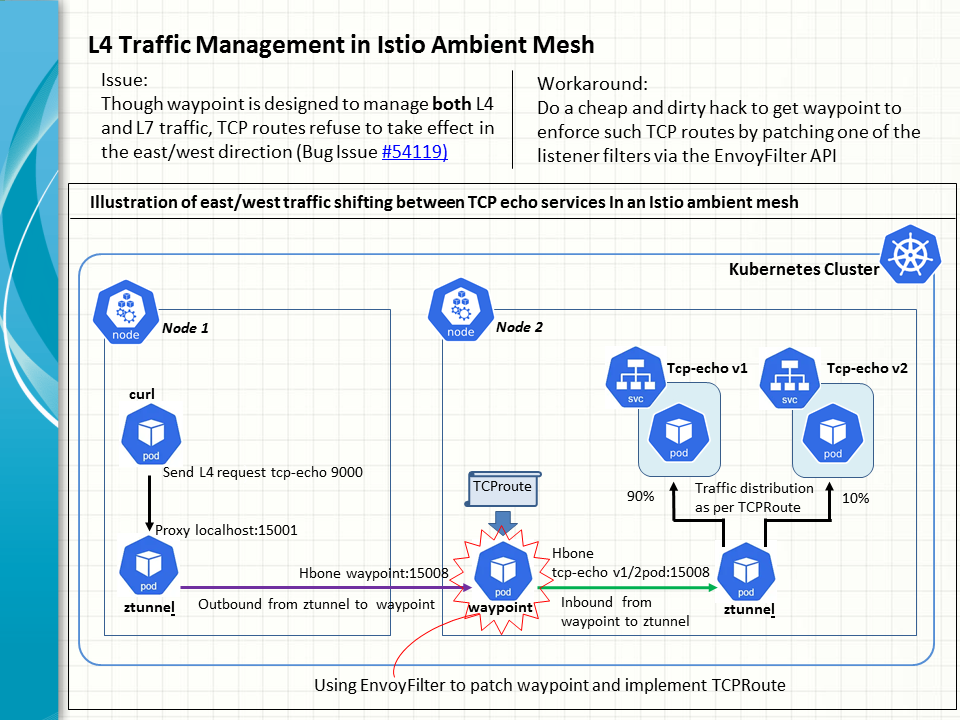 L4 Traffic Management in Istio Ambient Mesh
Issue:
Though waypoint is designed to manage both L4
and L7 traffic, TCP routes refuse to take effect in
the east/west direction (Bug Issue #54119)
Workaround:
Do a cheap and dirty hack to get waypoint to
enforce such TCP routes by patching one of the
listener filters via the EnvoyFilter API
Illustration of east/west traffic shifting between TCP echo services In an Istio ambient mesh
Kubernetes Cluster
node
Node 1
node
Node 2
curl
pod
Send L4 request tcp-echo 9000
Proxy localhost:15001
pod
ztunnel
Hbone waypoint:15008
Outbound from ztunnel to waypoint
TCProute
pod
waypoint
Hbone
tcp-echo v1/2pod:15008
Inbound from
waypoint to ztunnel
svc
Tcp-echo v1
pod
svc
Tcp-echo v2
pod
90%
Traffic distribution
as per TCPRoute
10%
pod
ztunnel
Using EnvoyFilter to patch waypoint and implement TCPRoute